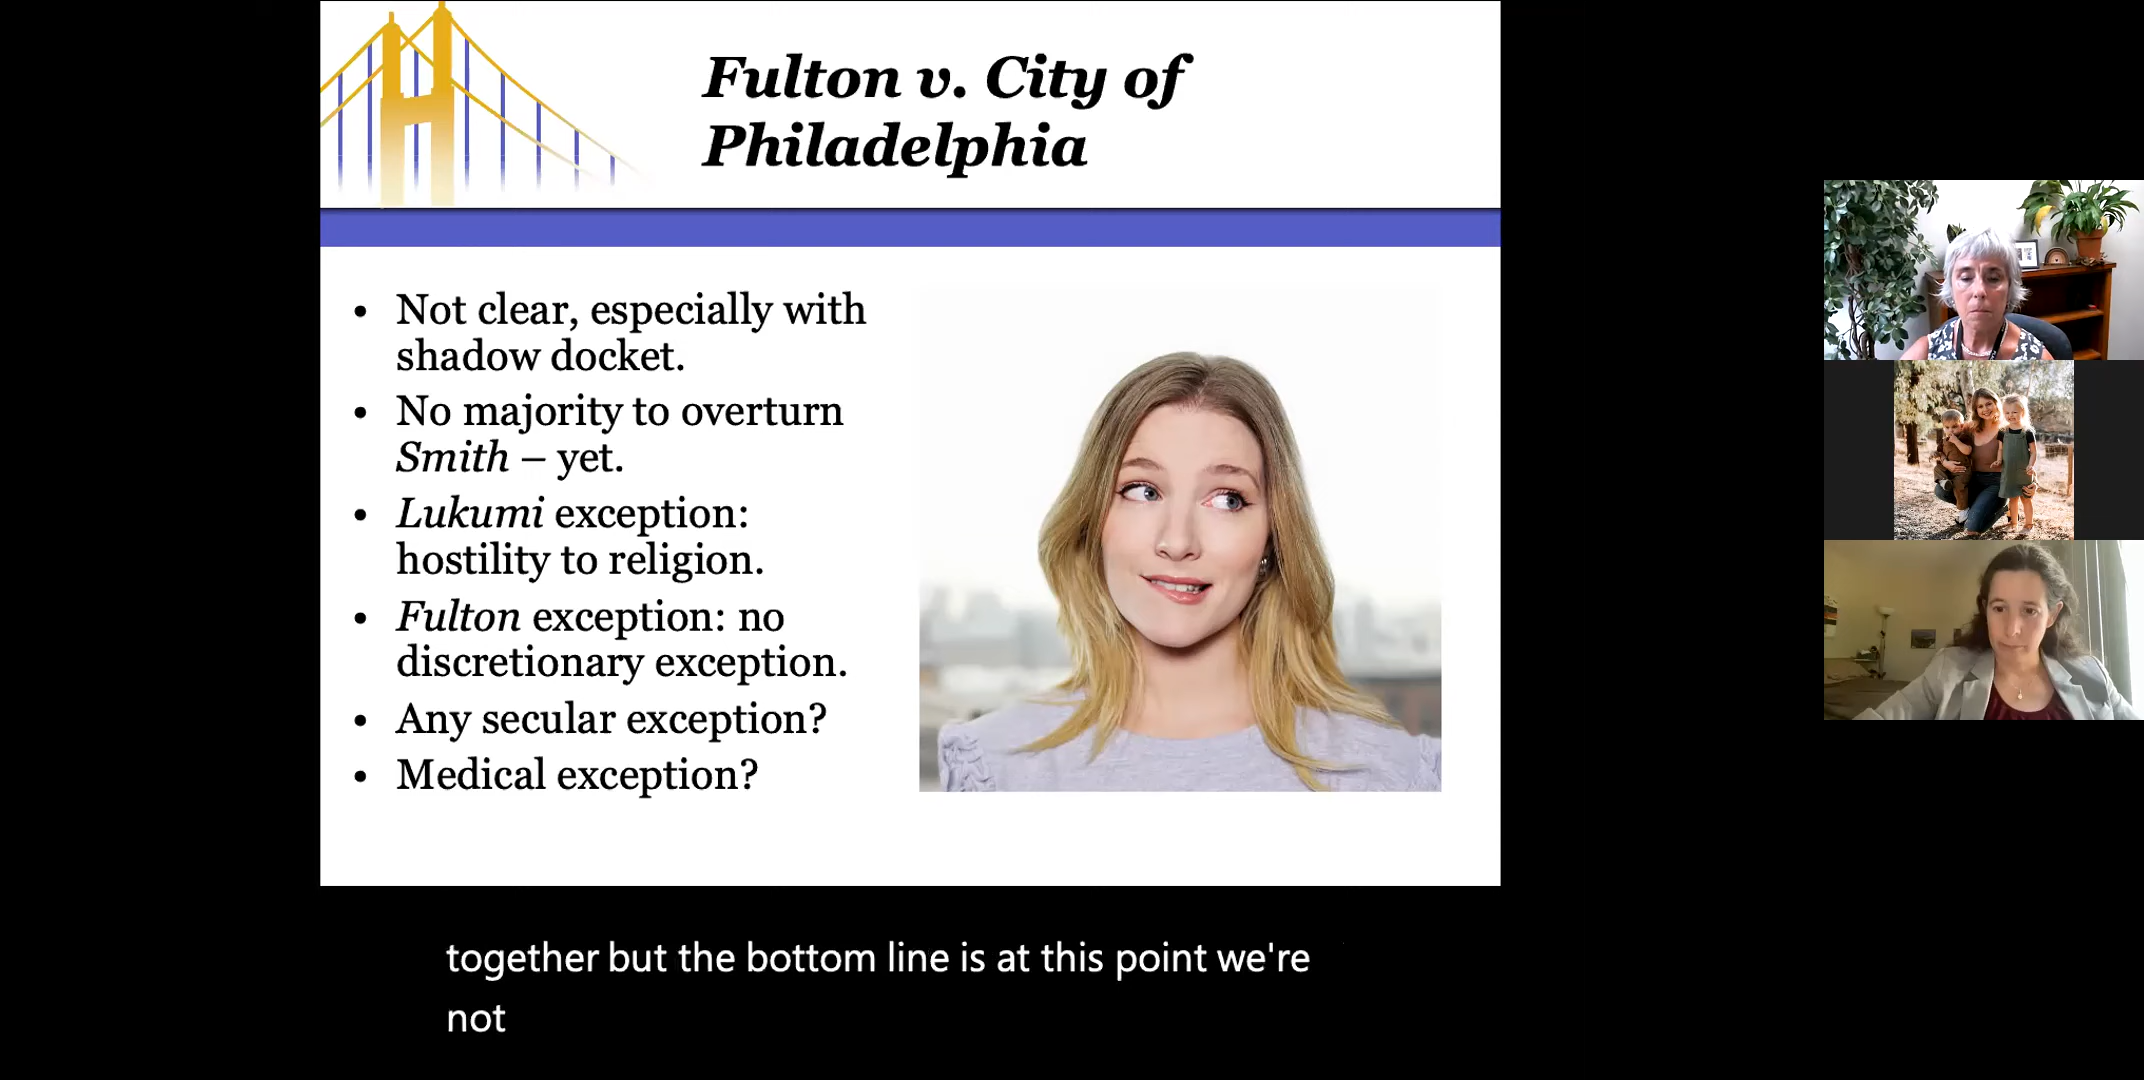 Fulton v. City of
Philadelphia
• Not clear, especially with
shadow docket.
• No majority to overturn
Smith – yet.
• Lukumi exception:
hostility to religion.
• Fulton exception: no
discretionary exception.
• Any secular exception?
• Medical exception?
together but the bottom line is at this point we're
not